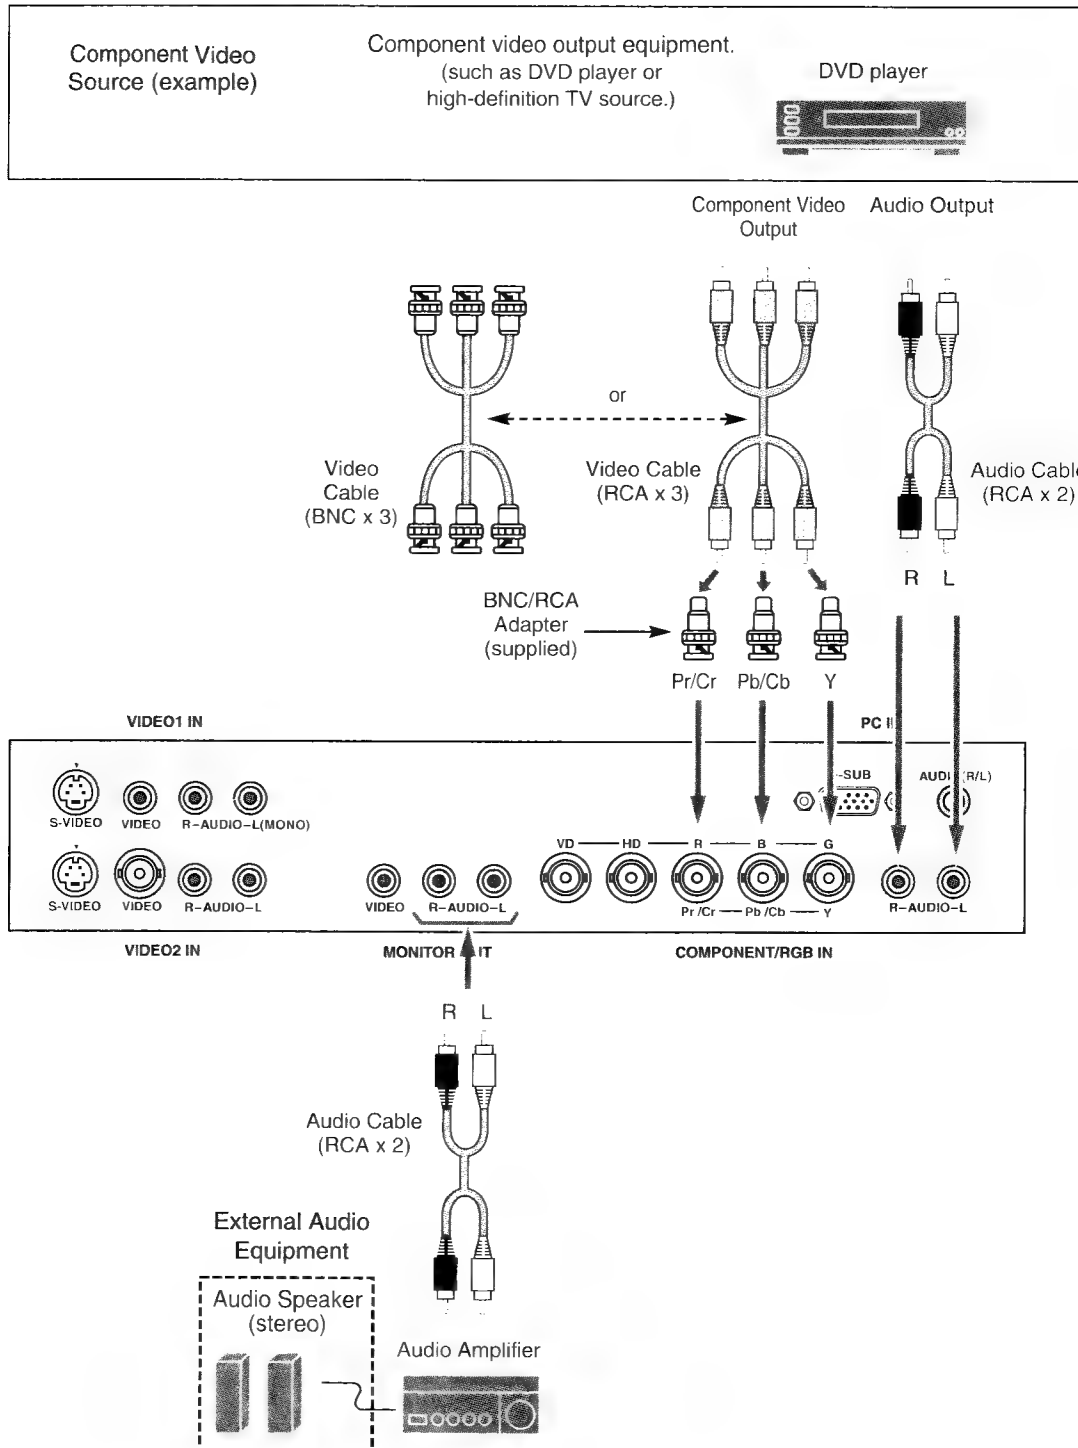 Component Video
Source (example)
Component video output equipment.
(such as DVD player or
high-definition TV source.)
DVD player
Component Video
Output
Audio Output
or
Video
Cable
(BNC x 3)
Video Cable
(RCA x 3)
Audio Cable
(RCA x 2)
R L
BNC/RCA
Adapter
(supplied)
Pr/Cr Pb/Cb Y
VIDEO1 IN
PC
S-VIDEO VIDEO R-AUDIO-L(MONO)
-SUB
(R/L)
VD HD R B G
S-VIDEO VIDEO R-AUDIO-L
VIDEO R-AUDIO-L
Pr/Cr Pb/Cb Y
R-AUDIO-L
VIDEO2 IN
MONITOR
COMPONENT/RGB IN
R L
Audio Cable
(RCA x 2)
External Audio
Equipment
Audio Speaker
(stereo)
Audio Amplifier